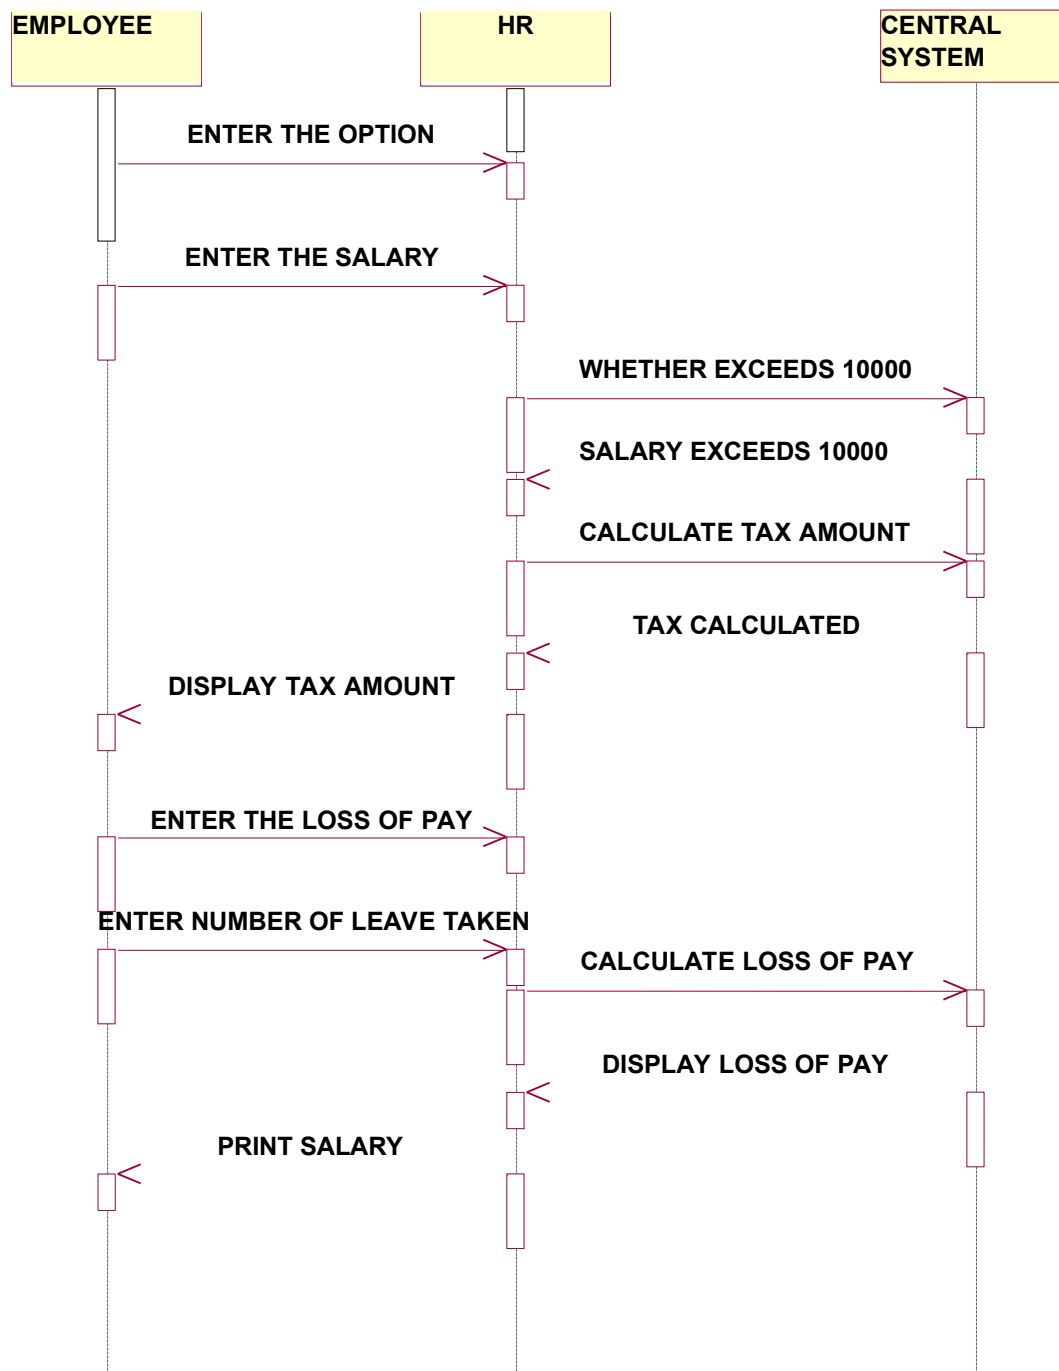 EMPLOYEE
HR
CENTRAL
SYSTEM
ENTER THE OPTION
ENTER THE SALARY
WHETHER EXCEEDS 10000
SALARY EXCEEDS 10000
CALCULATE TAX AMOUNT
TAX CALCULATED
DISPLAY TAX AMOUNT
ENTER THE LOSS OF PAY
ENTER NUMBER OF LEAVE TAKEN
CALCULATE LOSS OF PAY
DISPLAY LOSS OF PAY
PRINT SALARY